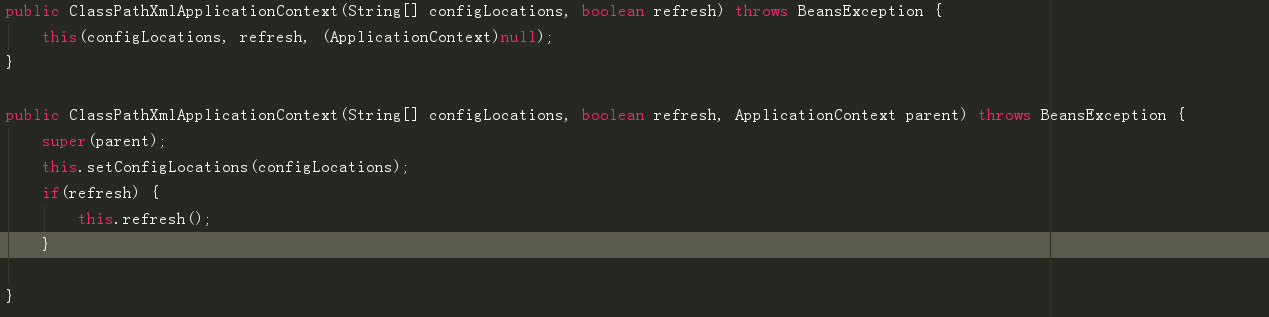 public ClassPathXmlApplicationContext(String[] configLocations, boolean refresh) throws BeansException {
    this(configLocations, refresh, (ApplicationContext)null);
}

public ClassPathXmlApplicationContext(String[] configLocations, boolean refresh, ApplicationContext parent) throws BeansException {
    super(parent);
    this.setConfigLocations(configLocations);
    if(refresh) {
        this.refresh();
    }

}